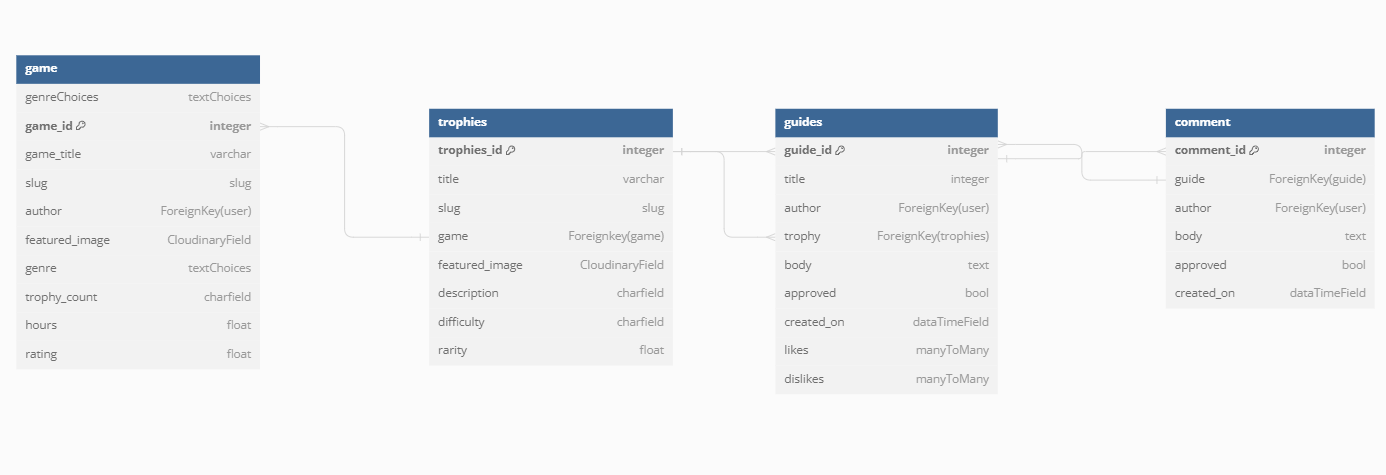 game
genreChoices textChoices
game_id integer
game_title varchar
slug slug
author ForeignKey(user)
featured_image CloudinaryField
genre textChoices
trophy_count charfield
hours float
rating float
trophies
trophies_id integer
title varchar
slug slug
game Foreignkey(game)
featured_image CloudinaryField
description charfield
difficulty charfield
rarity float
guides
guide_id integer
title integer
author ForeignKey(user)
trophy ForeignKey(trophies)
body text
approved bool
created_on dataTimeField
likes manyToMany
dislikes manyToMany
comment
comment_id integer
guide ForeignKey(guide)
author ForeignKey(user)
body text
approved bool
created_on dataTimeField